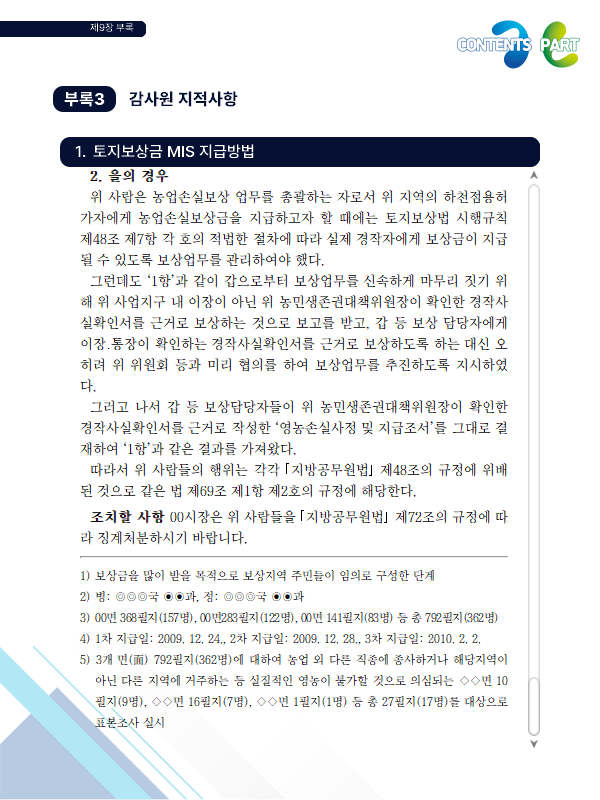 제9장 부록
CONTENTS PART
부록3 감사원 지적사항
1. 토지보상금 MIS 지급방법
2. 을의 경우
위 사람은 농업손실보상 업무를 총괄하는 자로서 위 지역의 하천점용허
가자에게 농업손실보상금을 지급하고자 할 때에는 토지보상법 시행규칙
제48조 제7항 각 호의 적법한 절차에 따라 실제 경작자에게 보상금이 지급
될 수 있도록 보상업무를 관리하여야 했다.
그런데도 ‘1항’과 같이 갑으로부터 보상업무를 신속하게 마무리 짓기 위
해 위 사업지구 내 이장이 아닌 위 농민생존권대책위원장이 확인한 경작사
실확인서를 근거로 보상하는 것으로 보고를 받고, 갑 등 보상 담당자에게
이장․통장이 확인하는 경작사실확인서를 근거로 보상하도록 하는 대신 오
히려 위 위원회 등과 미리 협의를 하여 보상업무를 추진하도록 지시하였
다.
그러고 나서 갑 등 보상담당자들이 위 농민생존권대책위원장이 확인한
경작사실확인서를 근거로 작성한 ‘영농손실사정 및 지급조서’를 그대로 결
재하여 ‘1항’과 같은 결과를 가져왔다.
따라서 위 사람들의 행위는 각각 「지방공무원법」 제48조의 규정에 위배
된 것으로 같은 법 제69조 제1항 제2호의 규정에 해당한다.
조치할 사항 00시장은 위 사람들을 「지방공무원법」 제72조의 규정에 따
라 징계처분하시기 바랍니다.
1) 보상금을 많이 받을 목적으로 보상지역 주민들이 임의로 구성한 단계
2) 병: ◎◎◎국 ◉◉과, 정: ◎◎◎국 ◉◉과
3) 00면 368필지(157명), 00면283필지(122명), 00면 141필지(83명) 등 총 792필지(362명)
4) 1차 지급일: 2009. 12. 24., 2차 지급일: 2009. 12. 28., 3차 지급일: 2010. 2. 2.
5) 3개 면(面) 792필지(362명)에 대하여 농업 외 다른 직종에 종사하거나 해당지역이
아닌 다른 지역에 거주하는 등 실질적인 영농이 불가할 것으로 의심되는 ◇◇면 10
필지(9명), ◇◇면 16필지(7명), ◇◇면 1필지(1명) 등 총 27필지(17명)를 대상으로
표본조사 실시